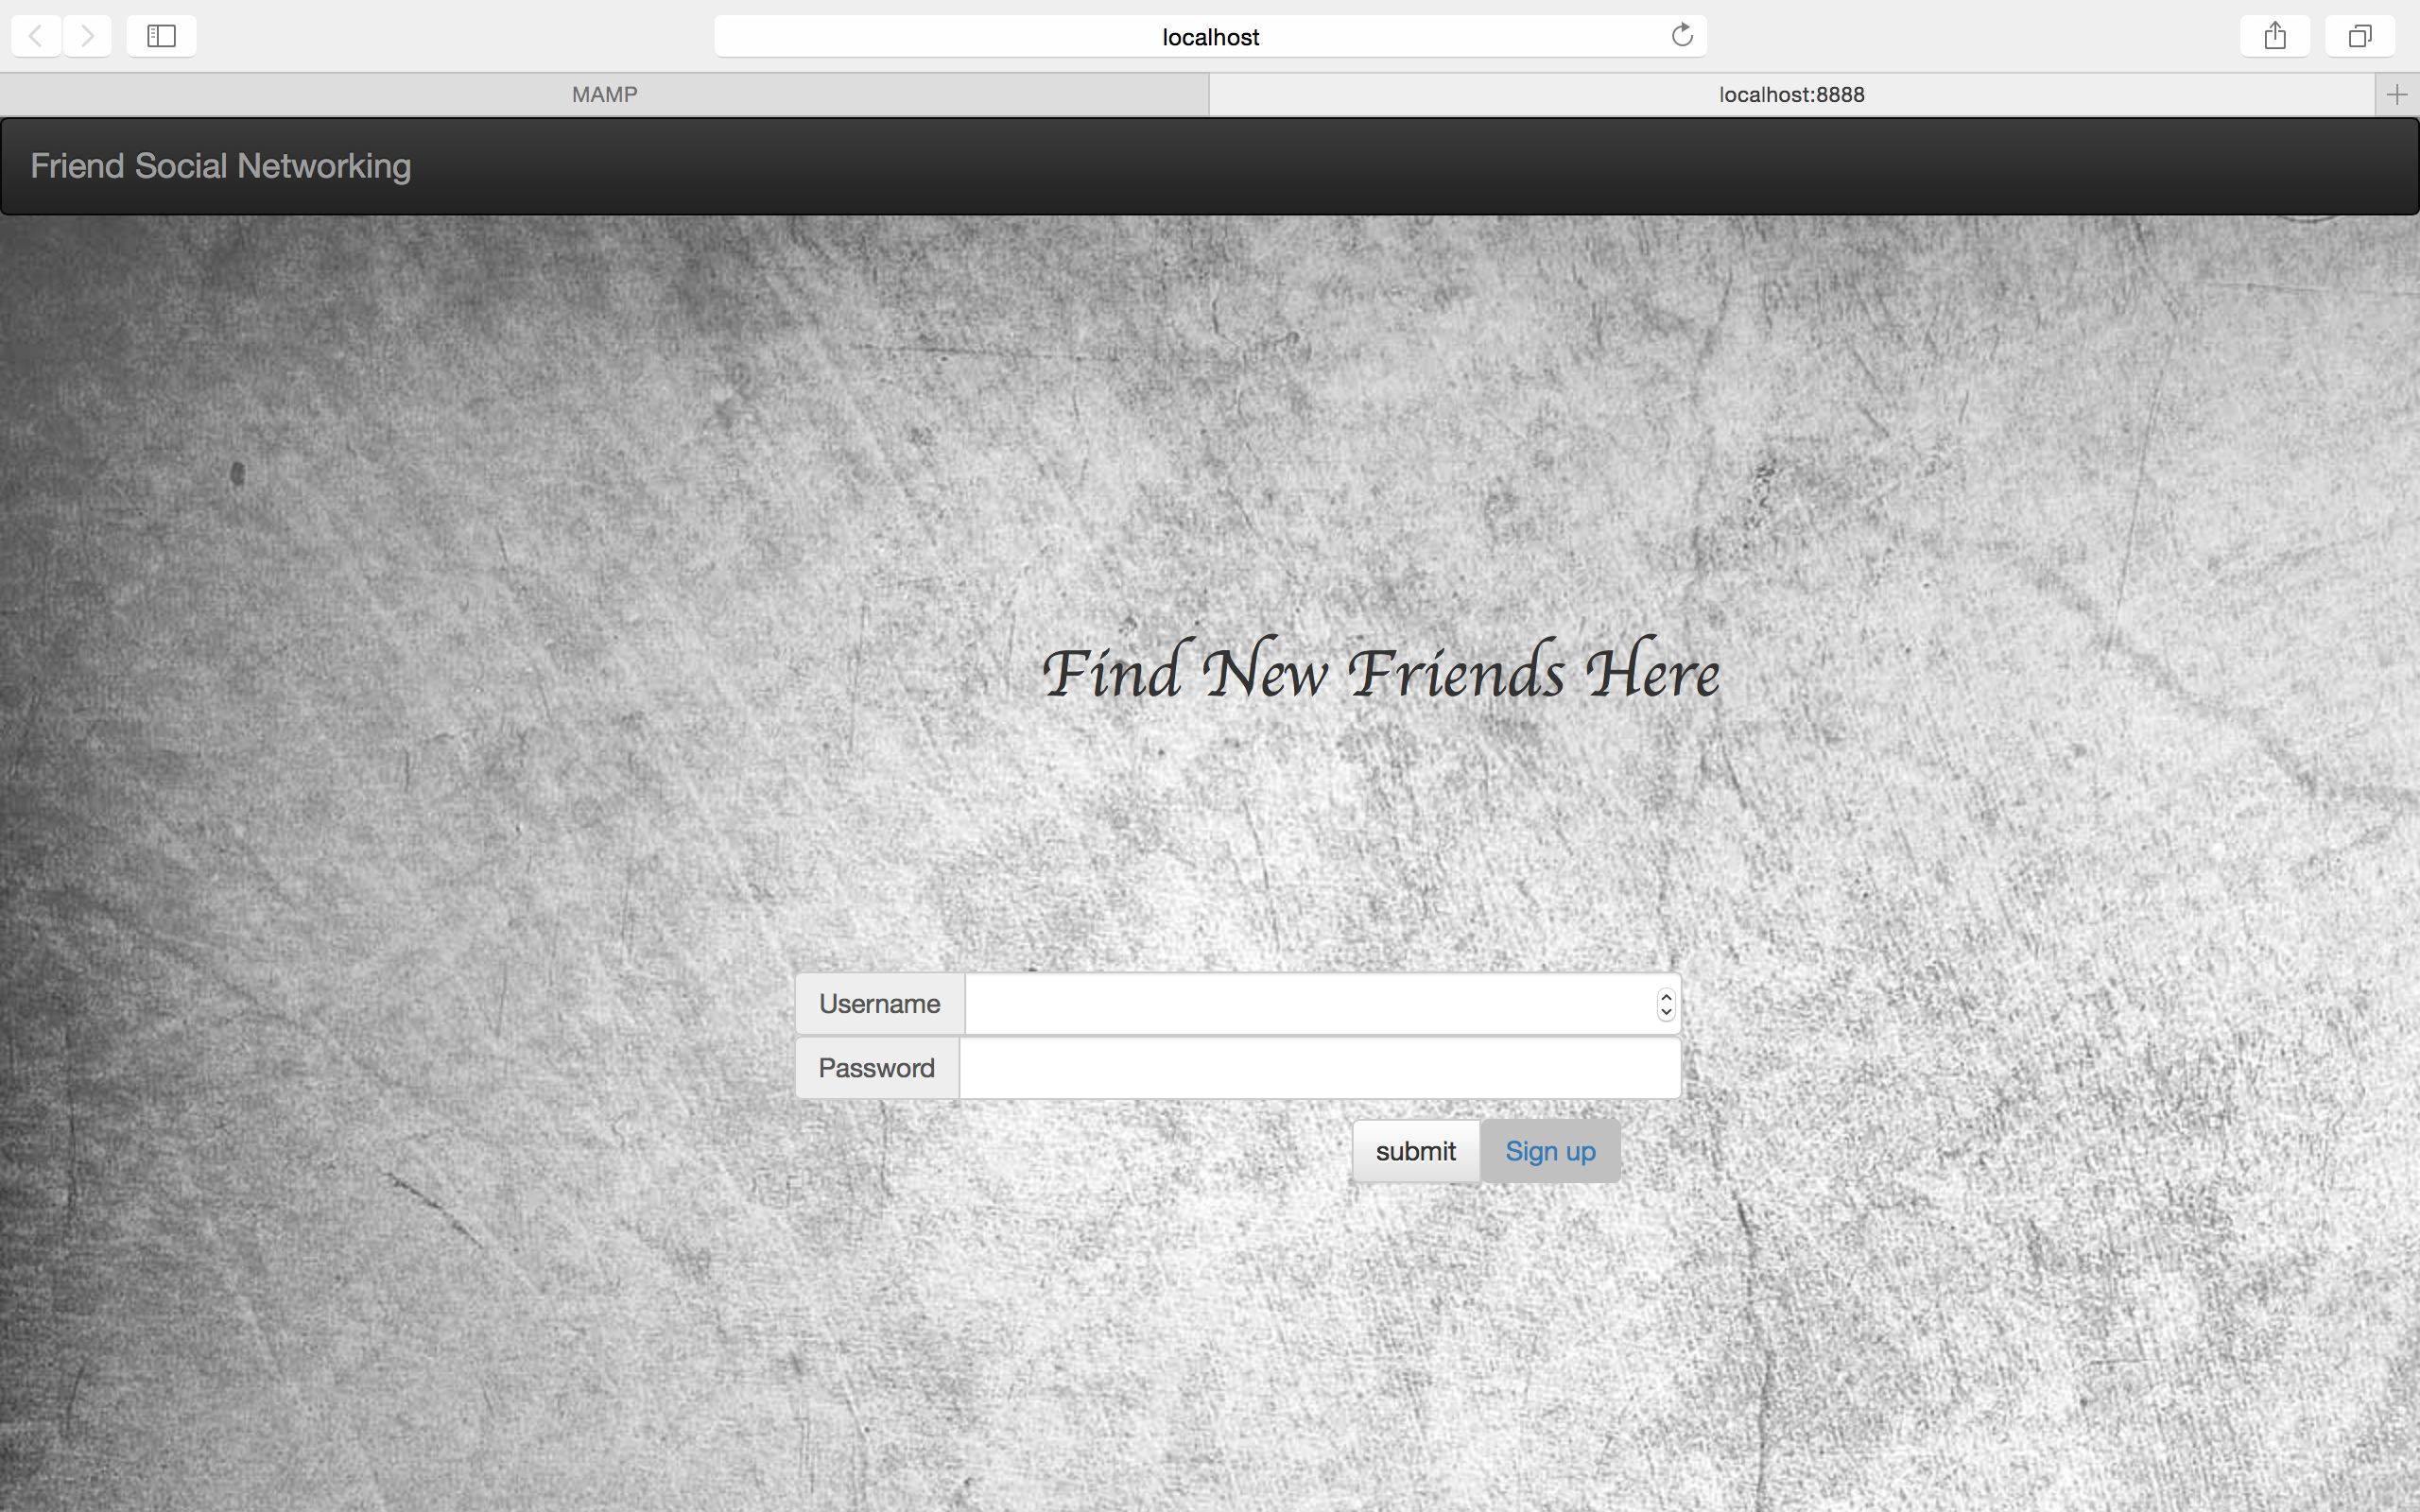 localhost
MAMP
localhost:8888
Friend Social Networking
Find New Friends Here
Username
Password
submit
Sign up